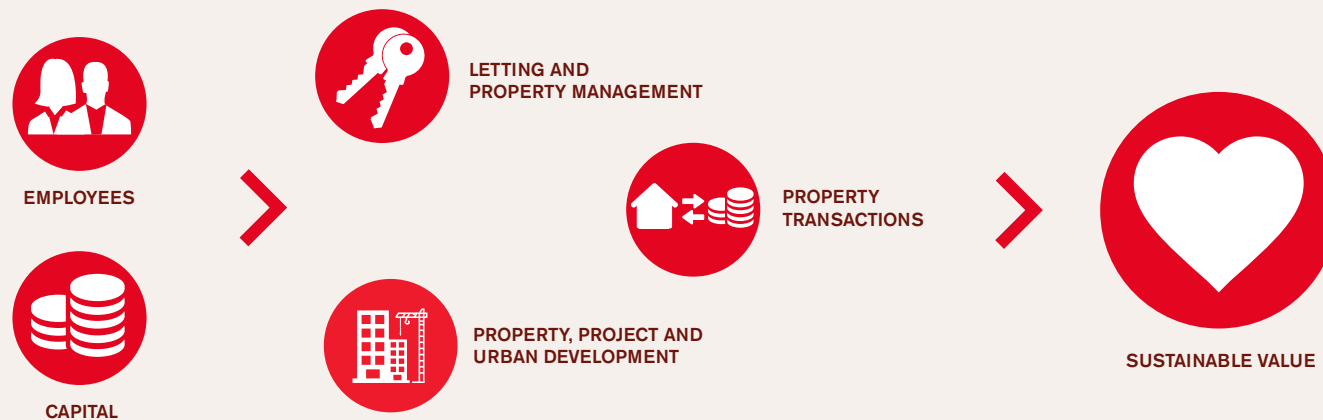 EMPLOYEES
CAPITAL
LETTING AND
PROPERTY MANAGEMENT
PROPERTY
TRANSACTIONS
PROPERTY, PROJECT AND
URBAN DEVELOPMENT
SUSTAINABLE VALUE